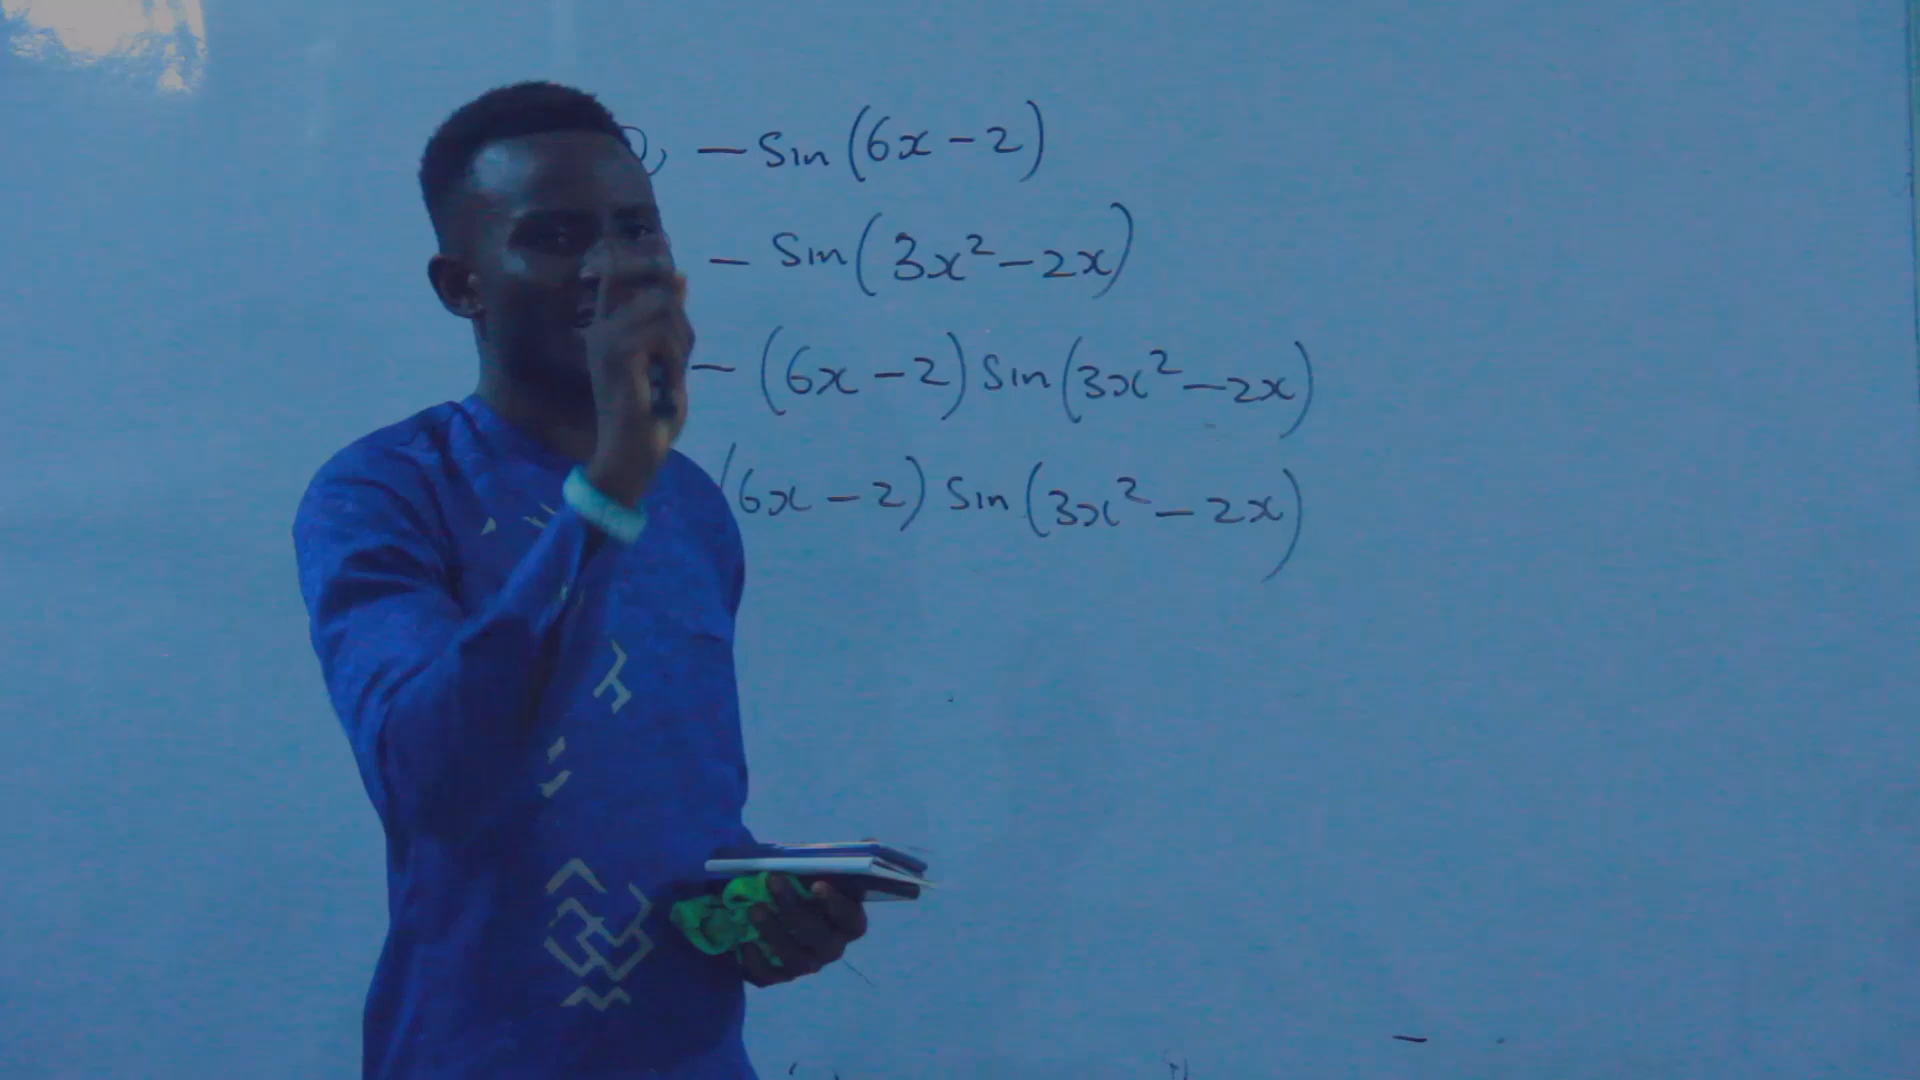 ), - Sin (6x - 2)
- Sin (3x² - 2x)
- (6x - 2) Sin (3x² - 2x)
(6x - 2) Sin (3x² - 2x)